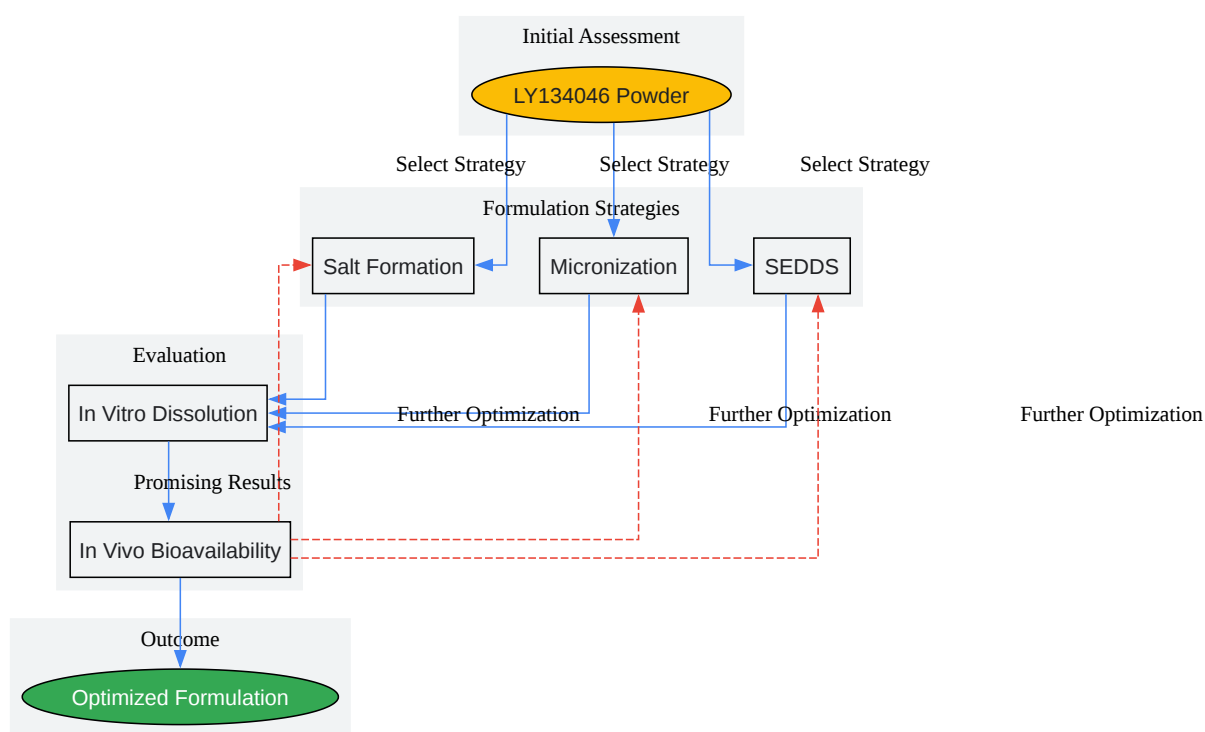 Initial Assessment
LY134046 Powder
Select Strategy
Select Strategy
Select Strategy
Formulation Strategies
Salt Formation
Micronization
SEDDS
Evaluation
In Vitro Dissolution
Further Optimization
Further Optimization
Further Optimization
Promising Results
In Vivo Bioavailability
Outcome
Optimized Formulation